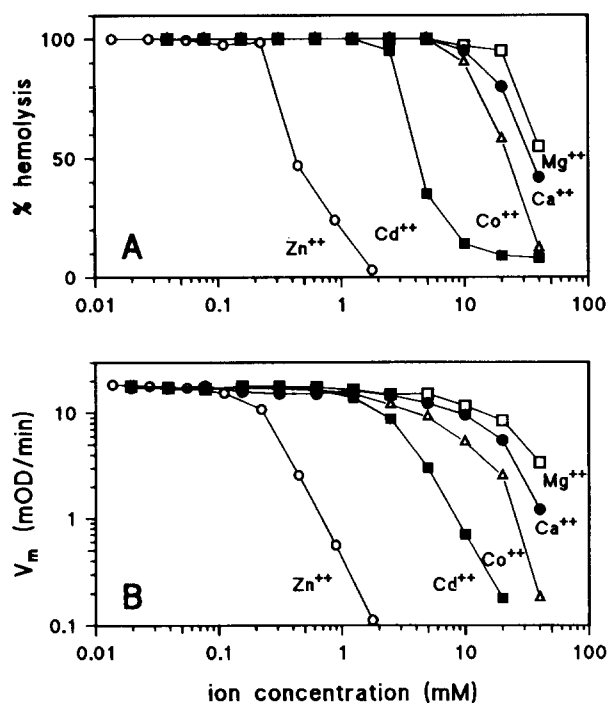 100
50
0
% hemolysis
A
Zn++
Cd++
Co++
Mg++
Ca++
0.01
0.1
1
10
100
10
1
0.1
Vm (mOD/min)
B
Zn++
Cd++
Co++
Mg++
Ca++
0.01
0.1
1
10
100
ion concentration (mM)